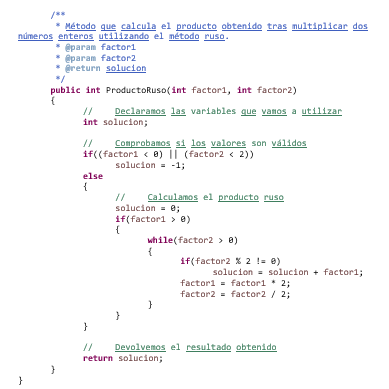 /**
* Método que calcula el producto obtenido tras multiplicar dos
números enteros utilizando el método ruso.
* @param factor1
* @param factor2
* @return solucion
*/
public int ProductoRuso(int factor1, int factor2)
{
// Declaramos las variables que vamos a utilizar
int solucion;
// Comprobamos si los valores son válidos
if((factor1 < 0) || (factor2 < 2))
solucion = -1;
else
{
// Calculamos el producto ruso
solucion = 0;
if(factor1 > 0)
{
while(factor2 > 0)
{
if(factor2 % 2 != 0)
solucion = solucion + factor1;
factor1 = factor1 * 2;
factor2 = factor2 / 2;
}
}
}
// Devolvemos el resultado obtenido
return solucion;
}
}